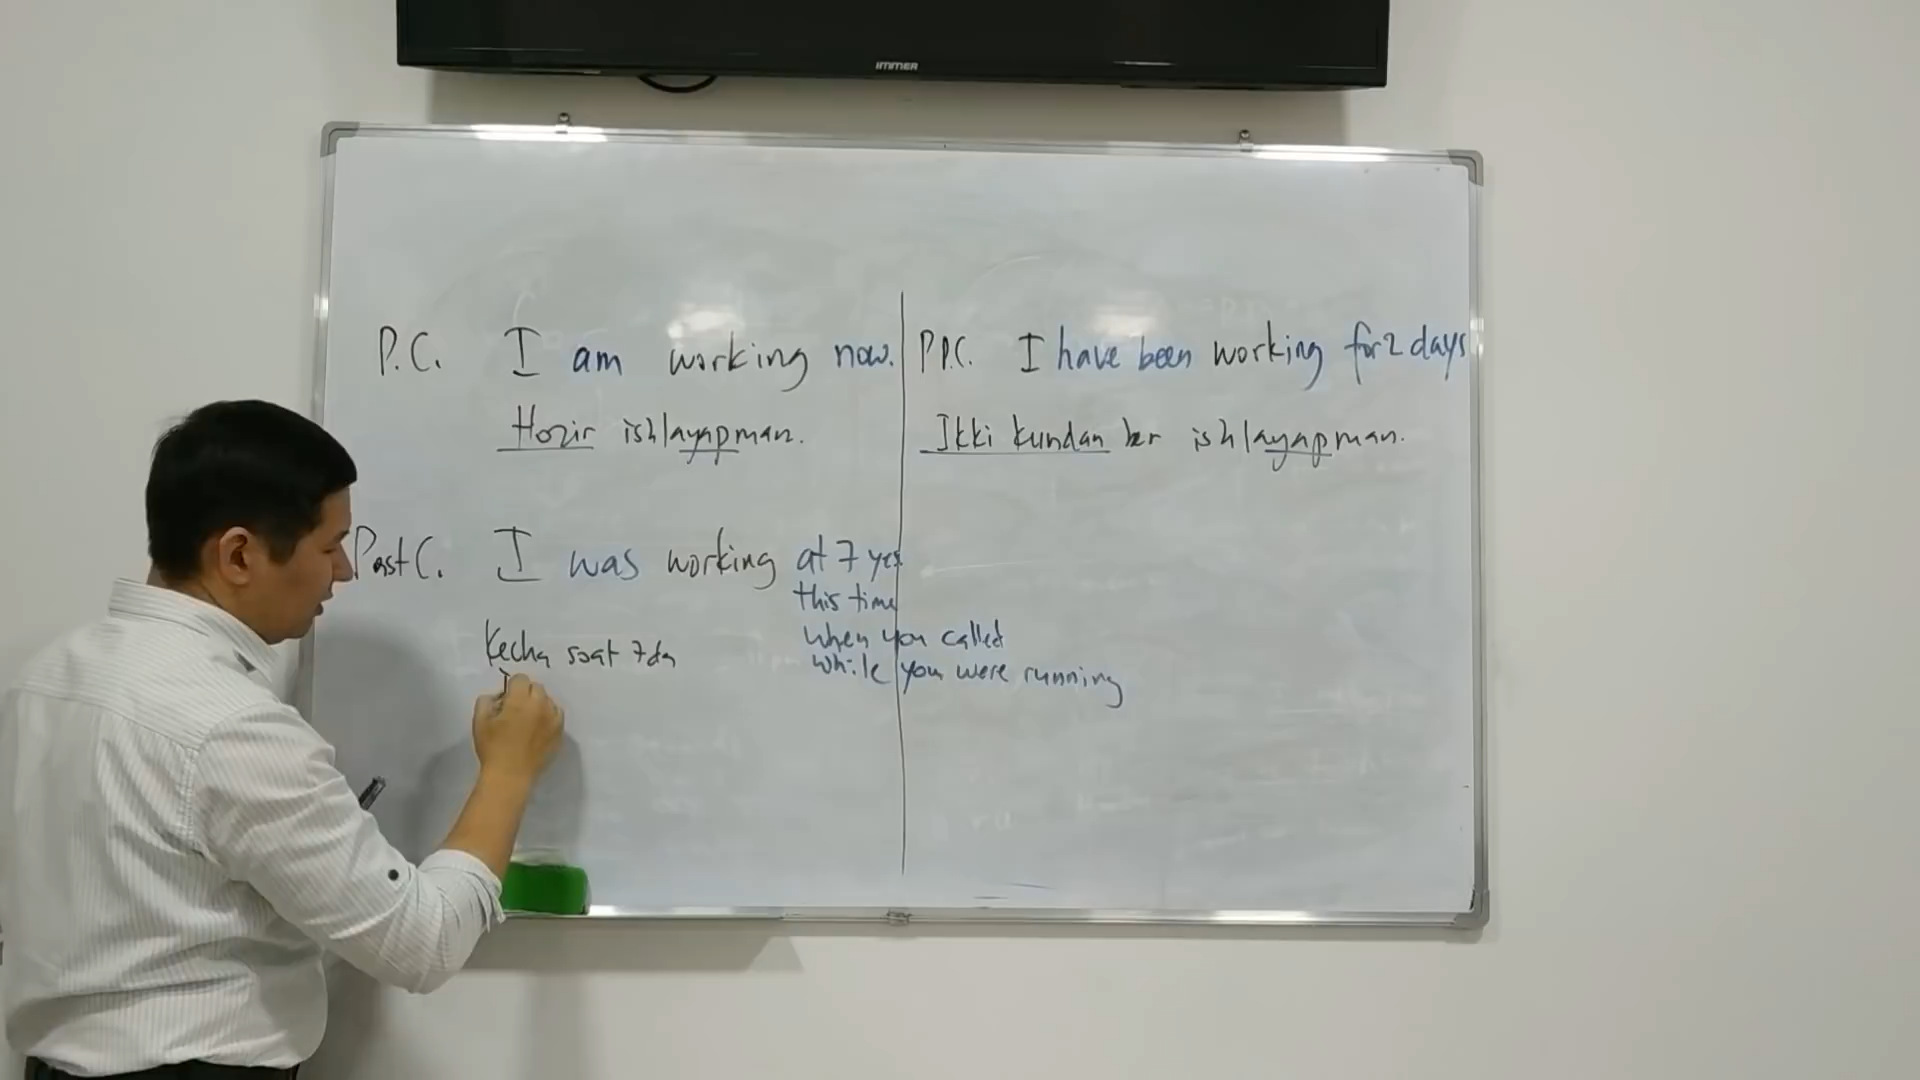 IMMER
P.C. I am working now.
Hozir ishlayapman.
P.P.C. I have been working for 2 days
Ikki kundan ber ishlayapman.
Past C. I was working at 7 yes.
this time
when you called
while you were running
Kecha soat 7da